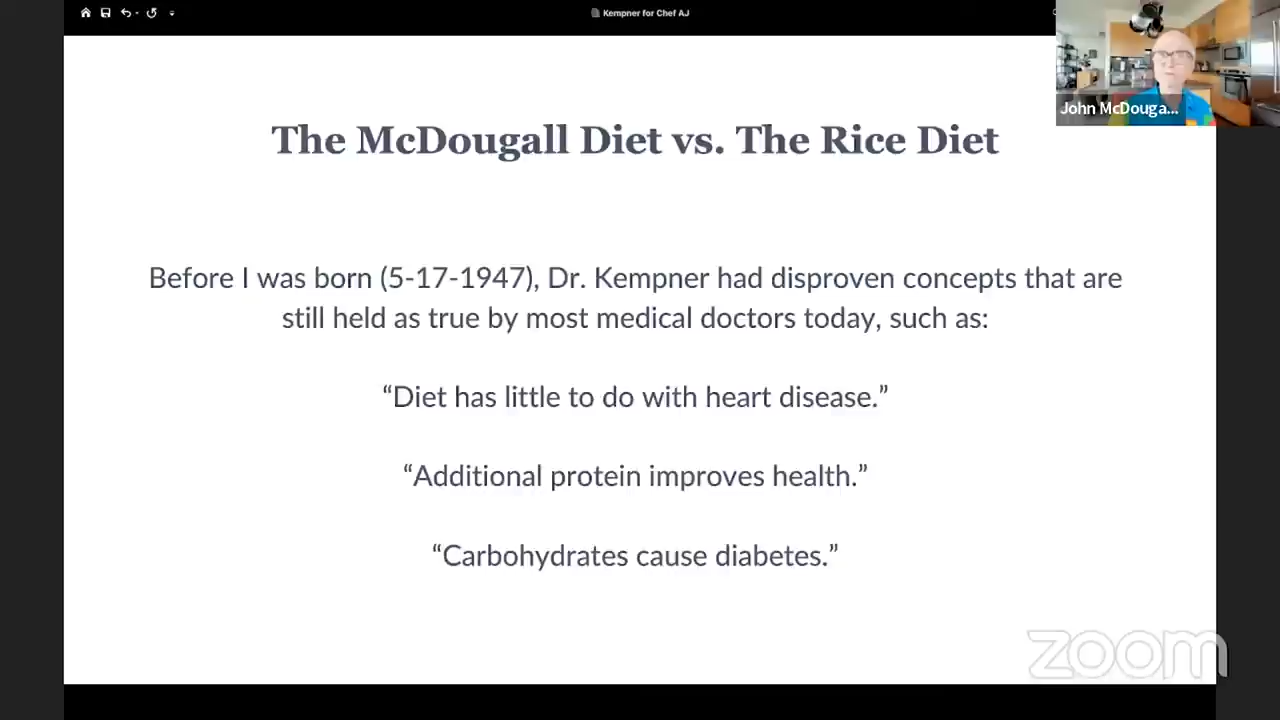 Kempner for Chef AJ
John McDouga...
The McDougall Diet vs. The Rice Diet
Before I was born (5-17-1947), Dr. Kempner had disproven concepts that are
still held as true by most medical doctors today, such as:
“Diet has little to do with heart disease.”
“Additional protein improves health.”
“Carbohydrates cause diabetes.”
zoom